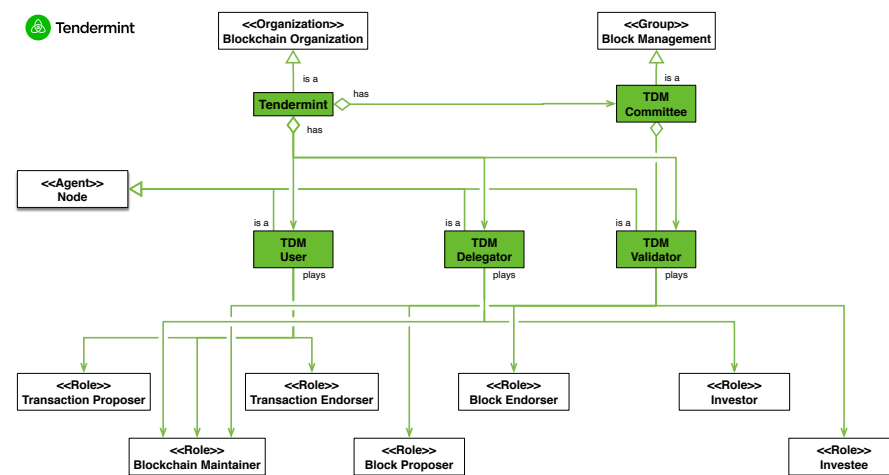 Tendermint
<<Organization>>
Blockchain Organization
<<Group>>
Block Management
is a
is a
Tendermint
has
has
TDM
Committee
<<Agent>>
Node
is a
is a
is a
TDM
User
TDM
Delegator
TDM
Validator
plays
plays
plays
<<Role>>
Transaction Proposer
<<Role>>
Transaction Endorser
<<Role>>
Block Endorser
<<Role>>
Investor
<<Role>>
Blockchain Maintainer
<<Role>>
Block Proposer
<<Role>>
Investee